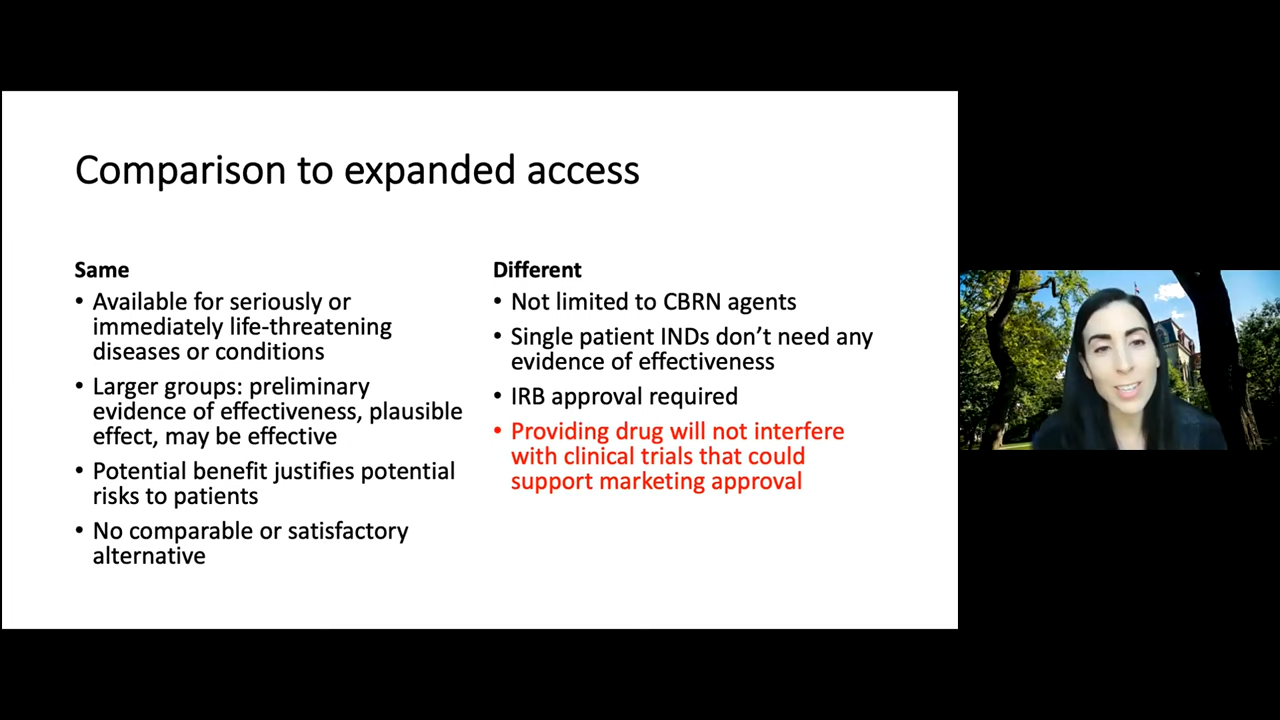 Comparison to expanded access
Same
• Available for seriously or
immediately life-threatening
diseases or conditions
• Larger groups: preliminary
evidence of effectiveness, plausible
effect, may be effective
• Potential benefit justifies potential
risks to patients
• No comparable or satisfactory
alternative
Different
• Not limited to CBRN agents
• Single patient INDs don’t need any
evidence of effectiveness
• IRB approval required
• Providing drug will not interfere
with clinical trials that could
support marketing approval